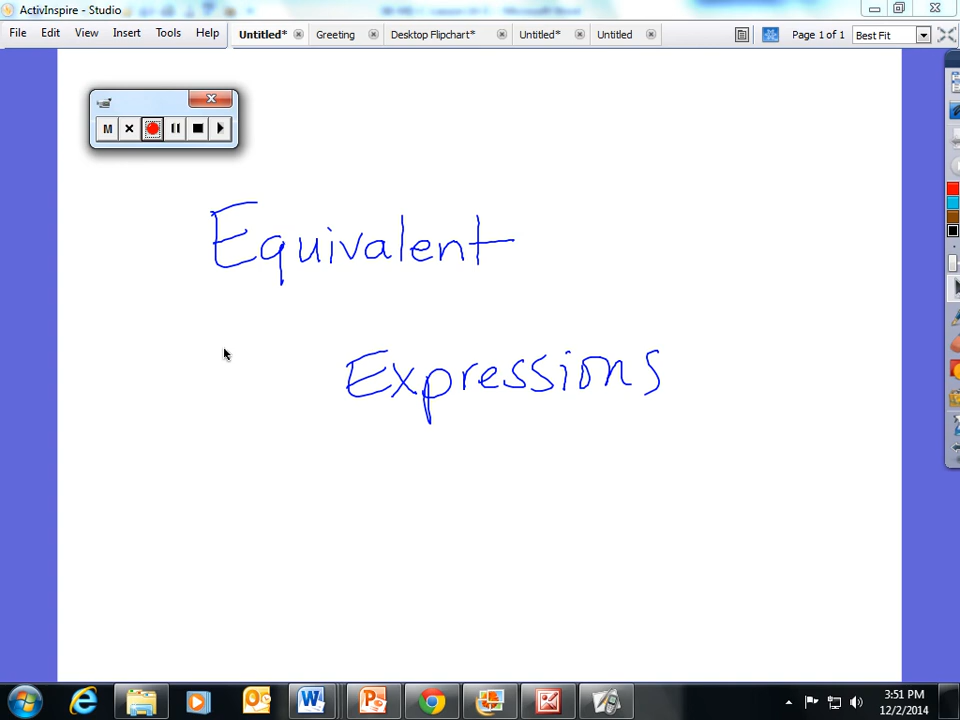 ActivInspire - Studio
File Edit View Insert Tools Help Untitled* Greeting Desktop Flipchart* Untitled* Untitled Page 1 of 1 Best Fit
M
Equivalent
Expressions
3:51 PM
12/2/2014